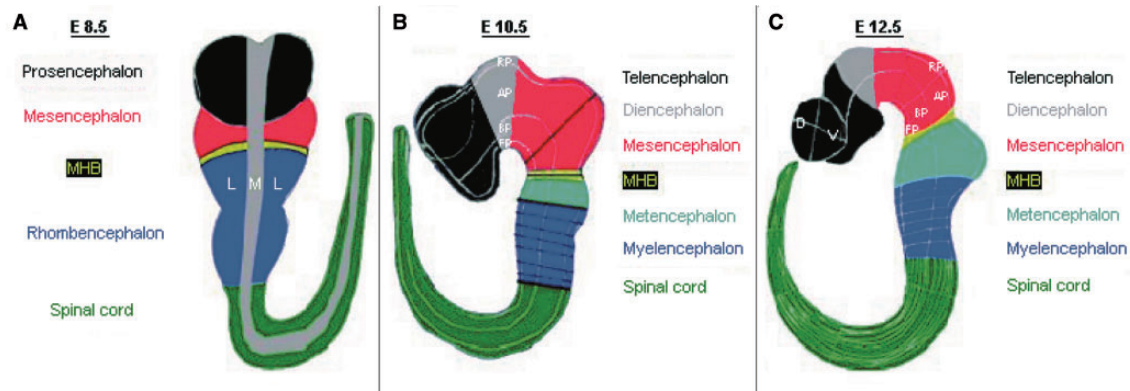 A
E 8.5
Prosencephalon
Mesencephalon
MHB
L M L
Rhombencephalon
Spinal cord
B
E 10.5
RP
AP
BP
FP
Telencephalon
Diencephalon
Mesencephalon
MHB
Metencephalon
Myelencephalon
Spinal cord
C
E 12.5
RP
AP
BP
FP
D
V
Telencephalon
Diencephalon
Mesencephalon
MHB
Metencephalon
Myelencephalon
Spinal cord